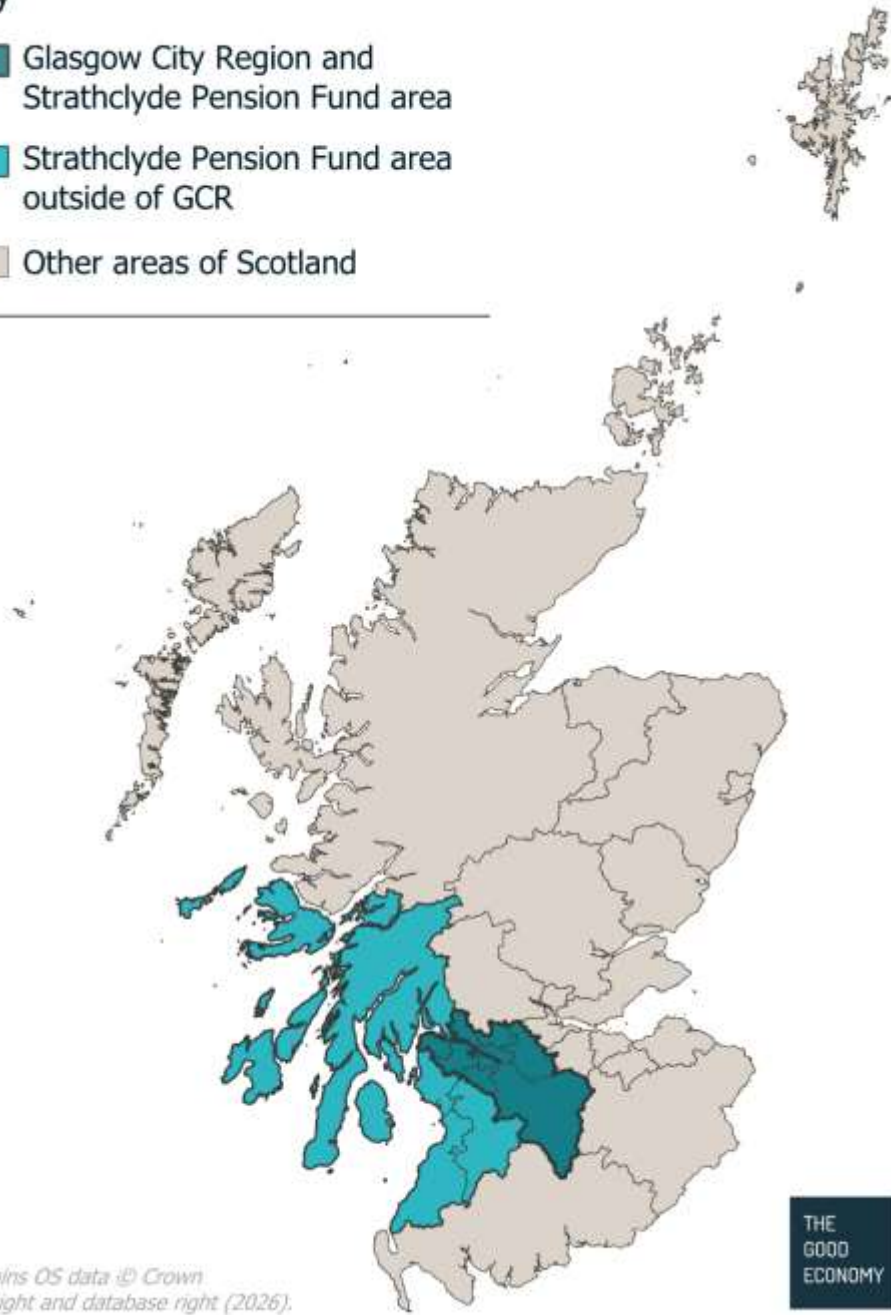 Glasgow City Region and
Strathclyde Pension Fund area
Strathclyde Pension Fund area
outside of GCR
Other areas of Scotland
OS data © Crown
and database right (2026).
THE
GOOD
ECONOMY